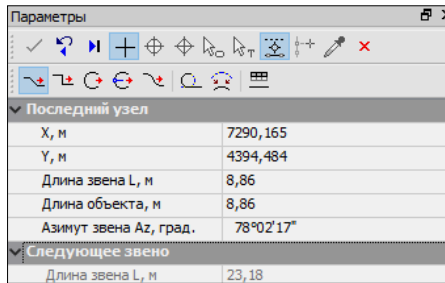 Параметры
Последний узел
X, м 7290,165
Y, м 4394,484
Длина звена L, м 8,86
Длина объекта, м 8,86
Азимут звена Az, град. 78°02'17"
Следующее звено
Длина звена L, м 23,18